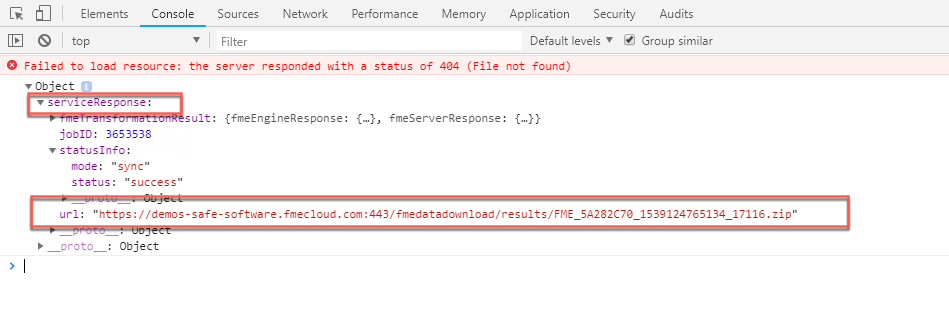 Elements Console Sources Network Performance Memory Application Security Audits
top Filter Default levels Group similar
Failed to load resource: the server responded with a status of 404 (File not found)
Object i
serviceResponse:
fmeTransformationResult: {fmeEngineResponse: {…}, fmeServerResponse: {…}}
jobID: 3653538
statusInfo:
mode: "sync"
status: "success"
__proto__: Object
url: "https://demos-safe-software.fmecloud.com:443/fmedatadownload/results/FME_5A282C70_1539124765134_17116.zip"
__proto__: Object
__proto__: Object